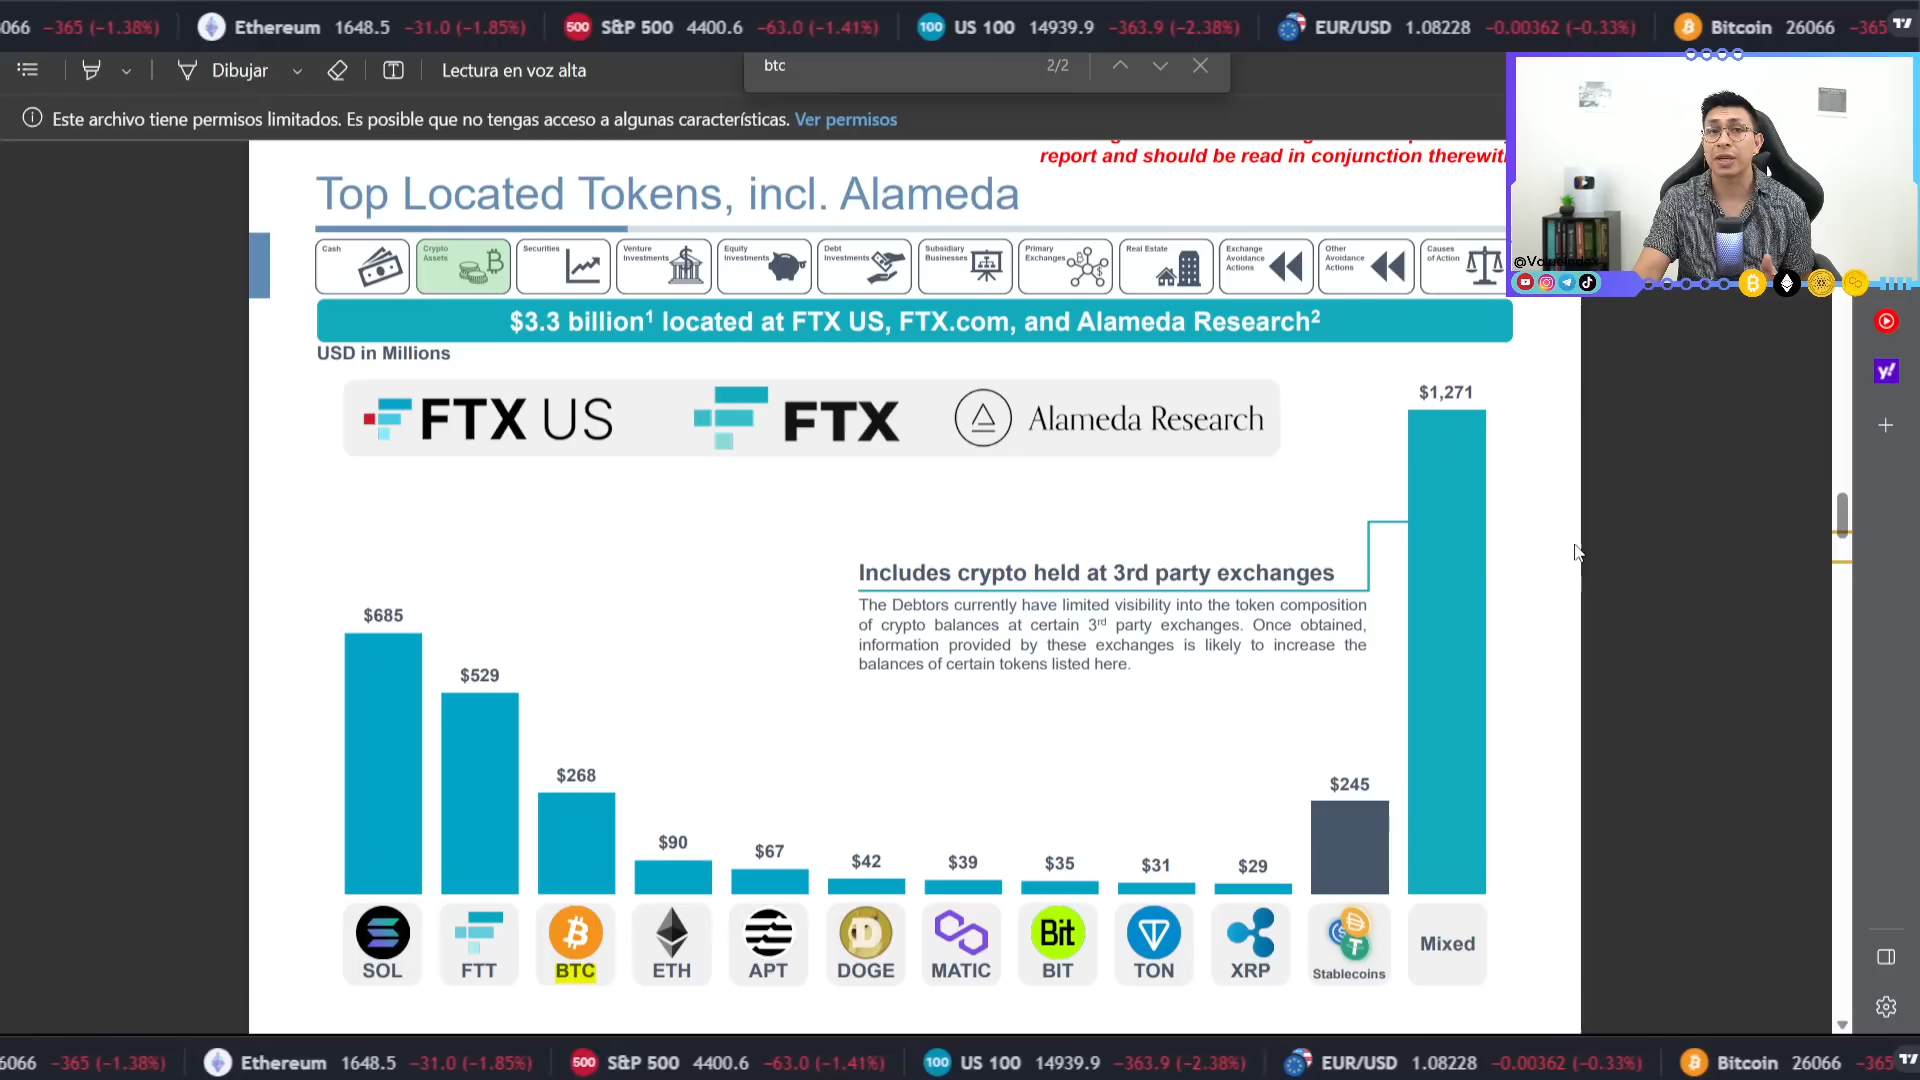 066 −365 (−1.38%) Ethereum 1648.5 −31.0 (−1.85%) 500 S&P 500 4400.6 −63.0 (−1.41%) 100 US 100 14939.9 −363.9 (−2.38%) EUR/USD 1.08228 −0.00362 (−0.33%) Bitcoin 26066 −365
Dibujar Lectura en voz alta
btc 2/2
Este archivo tiene permisos limitados. Es posible que no tengas acceso a algunas características. Ver permisos
report and should be read in conjunction therewit
Top Located Tokens, incl. Alameda
Cash
Crypto Assets
Securities
Venture Investments
Equity Investments
Debt Investments
Subsidiary Businesses
Primary Exchanges
Real Estate
Exchange Avoidance Actions
Other Avoidance Actions
Causes of Action
$3.3 billion¹ located at FTX US, FTX.com, and Alameda Research²
USD in Millions
FTX US FTX Alameda Research
$1,271
Includes crypto held at 3rd party exchanges
The Debtors currently have limited visibility into the token composition
of crypto balances at certain 3rd party exchanges. Once obtained,
information provided by these exchanges is likely to increase the
balances of certain tokens listed here.
$685
$529
$268
$90
$67
$42
$39
$35
$31
$29
$245
Bit
SOL FTT BTC ETH APT DOGE MATIC BIT TON XRP Stablecoins Mixed
6066 −365 (−1.38%) Ethereum 1648.5 −31.0 (−1.85%) 500 S&P 500 4400.6 −63.0 (−1.41%) 100 US 100 14939.9 −363.9 (−2.38%) EUR/USD 1.08228 −0.00362 (−0.33%) Bitcoin 26066 −365